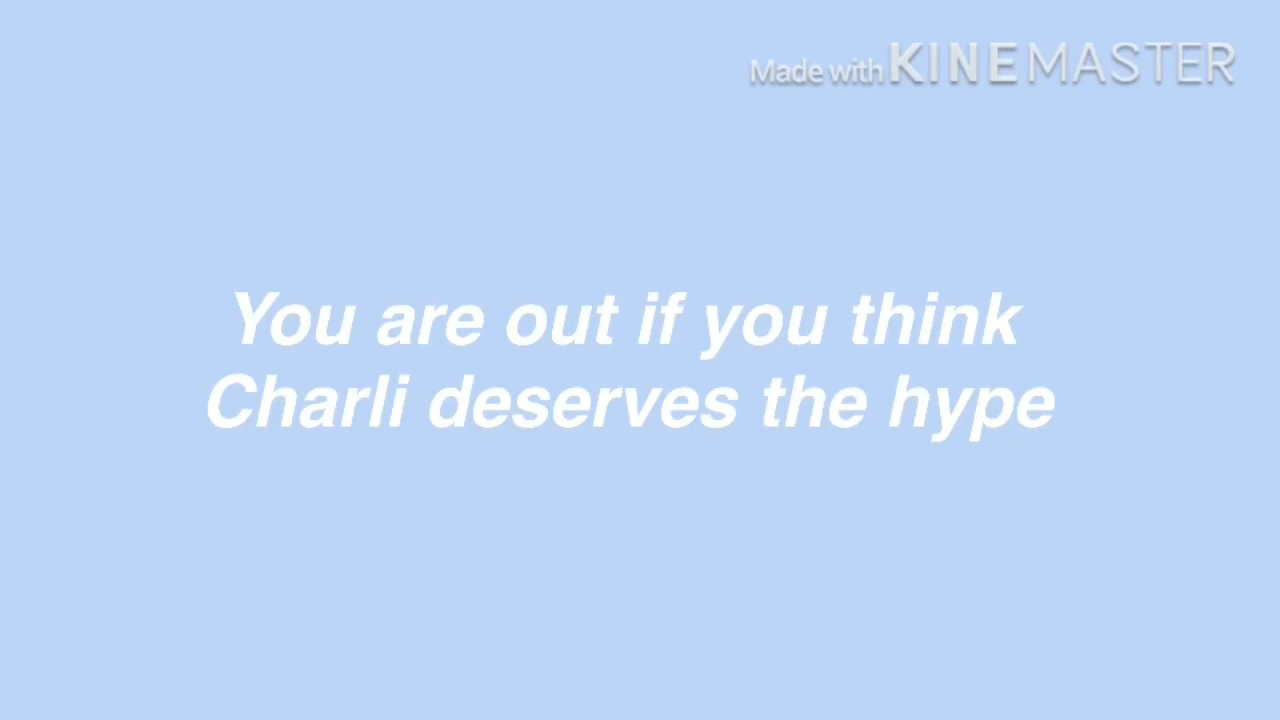 Made with KINEMASTER
You are out if you think
Charli deserves the hype